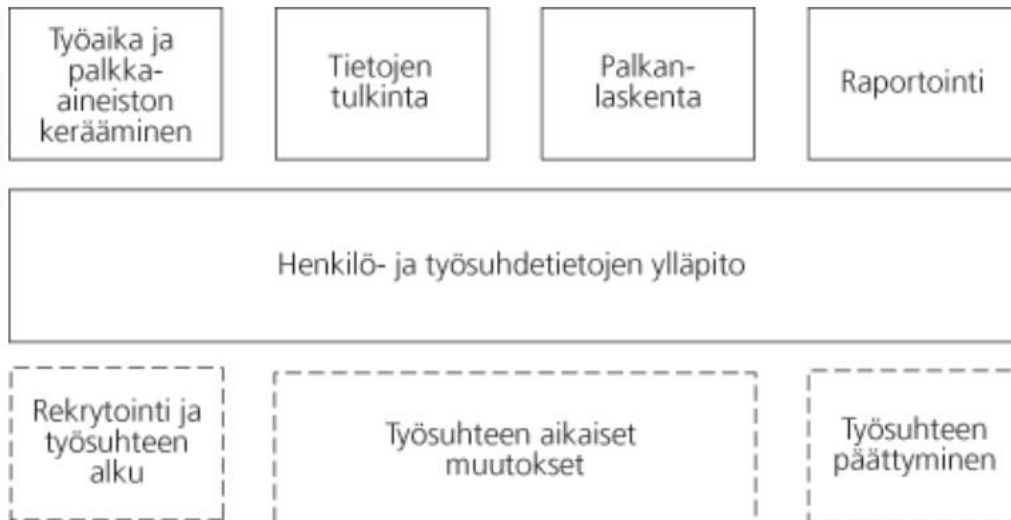 Työaika ja
palkka-
aineiston
kerääminen
Tietojen
tulkinta
Palkan-
laskenta
Raportointi
Henkilö- ja työsuhdetietojen ylläpito
Rekrytointi ja
työsuhteen
alku
Työsuhteen aikaiset
muutokset
Työsuhteen
päättyminen